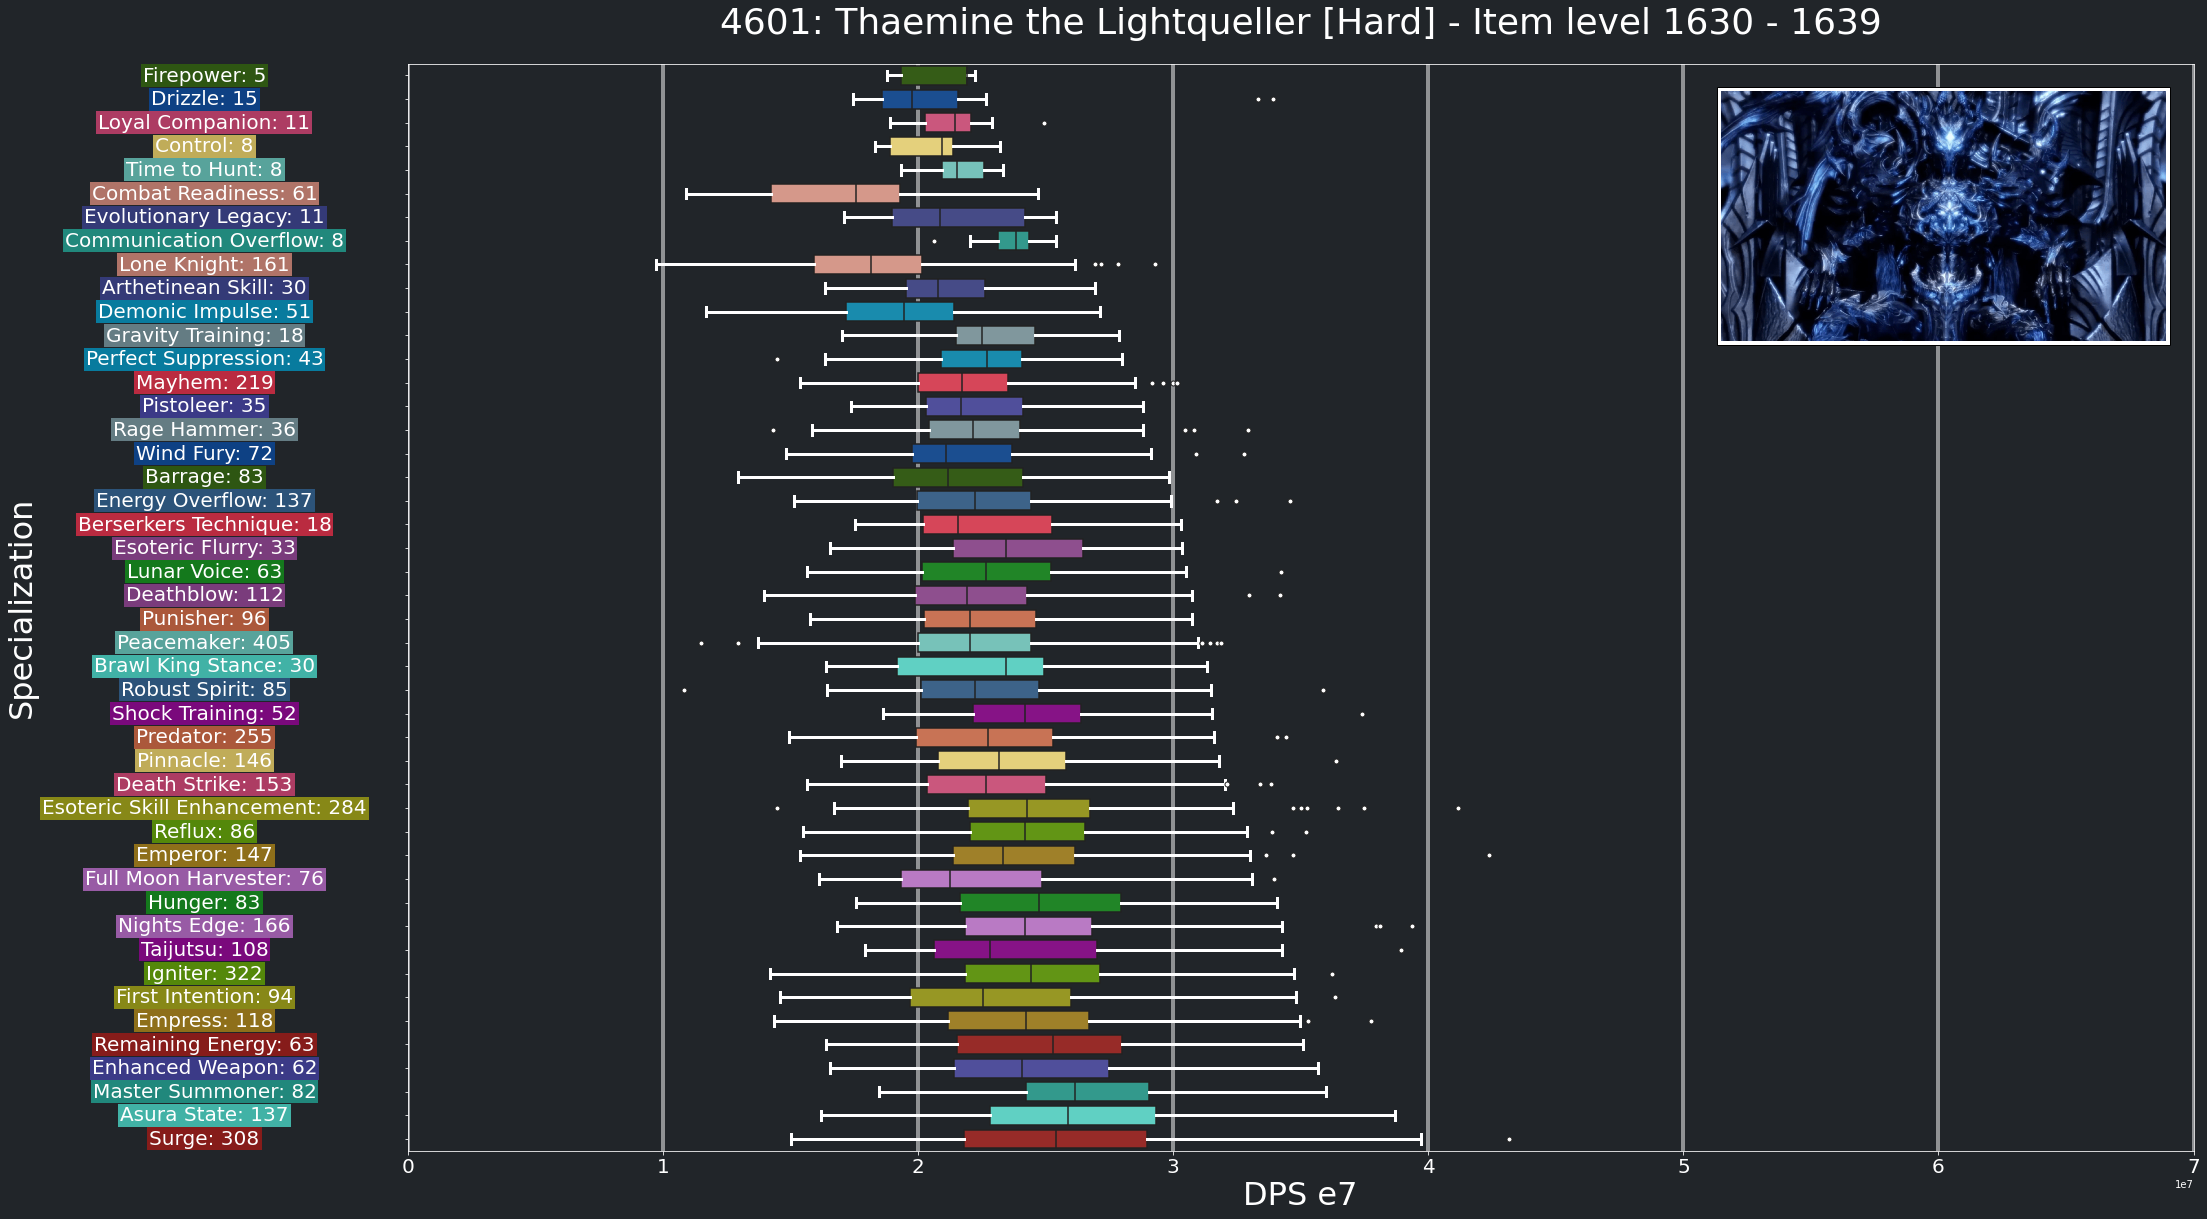 4601: Thaemine the Lightqueller [Hard] - Item level 1630 - 1639
Firepower: 5
Drizzle: 15
Loyal Companion: 11
Control: 8
Time to Hunt: 8
Combat Readiness: 61
Evolutionary Legacy: 11
Communication Overflow: 8
Lone Knight: 161
Arthetinean Skill: 30
Demonic Impulse: 51
Gravity Training: 18
Perfect Suppression: 43
Mayhem: 219
Pistoleer: 35
Rage Hammer: 36
Wind Fury: 72
Barrage: 83
Energy Overflow: 137
Berserkers Technique: 18
Esoteric Flurry: 33
Lunar Voice: 63
Deathblow: 112
Punisher: 96
Peacemaker: 405
Brawl King Stance: 30
Robust Spirit: 85
Shock Training: 52
Predator: 255
Pinnacle: 146
Death Strike: 153
Esoteric Skill Enhancement: 284
Reflux: 86
Emperor: 147
Full Moon Harvester: 76
Hunger: 83
Nights Edge: 166
Taijutsu: 108
Igniter: 322
First Intention: 94
Empress: 118
Remaining Energy: 63
Enhanced Weapon: 62
Master Summoner: 82
Asura State: 137
Surge: 308
Specialization
0 1 2 3 4 5 6 7
1e7
DPS e7